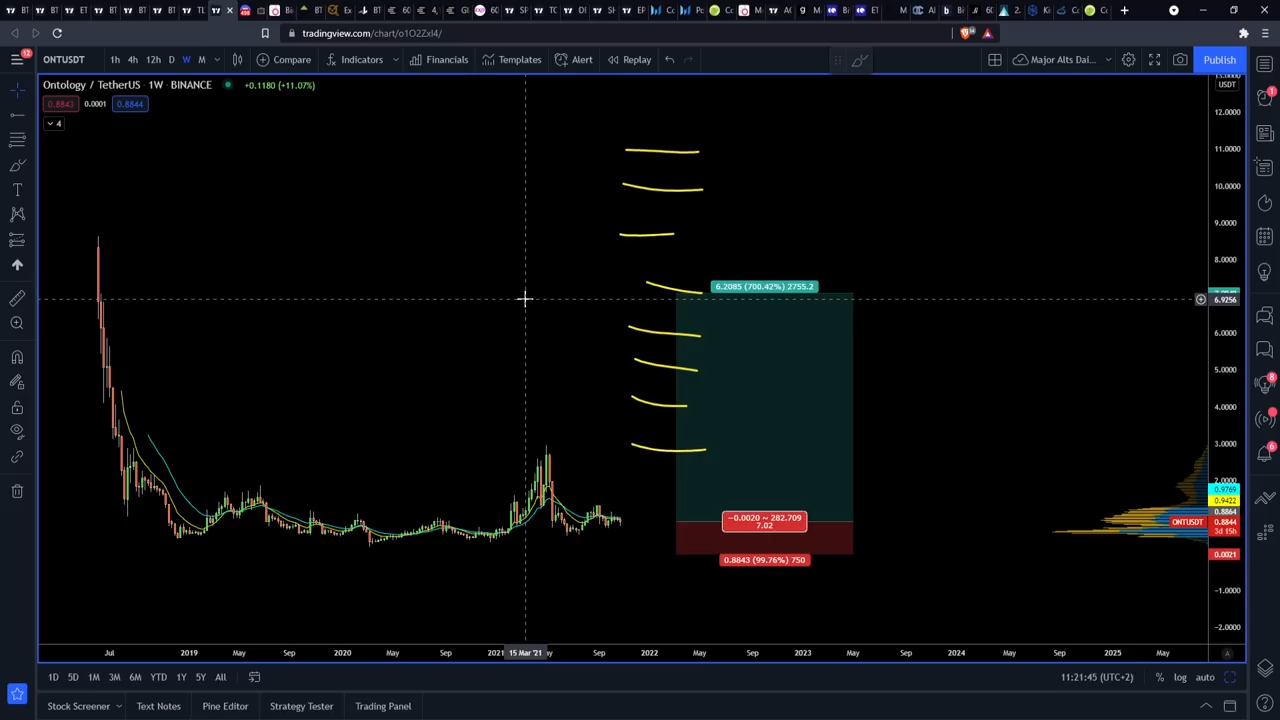 tradingview.com/chart/o1O2ZxI4/
12
ONTUSDT 1h 4h 12h D W M Compare Indicators Financials Templates Alert Replay Major Alts Dai... Publish
Ontology / TetherUS · 1W · BINANCE +0.1180 (+11.07%)
0.8843 0.0001 0.8844
4
USDT
12.0000
11.0000
10.0000
9.0000
8.0000
6.9256
6.0000
5.0000
4.0000
3.0000
2.0000
0.9769
0.9422
0.8864
ONTUSDT 0.8844
3d 15h
0.0021
−1.0000
−2.0000
6.2085 (700.42%) 2755.2
−0.0020 ~ 282.709
7.02
0.8843 (99.76%) 750
Jul 2019 May Sep 2020 May Sep 2021 15 Mar '21 Sep 2022 May Sep 2023 May Sep 2024 May Sep 2025 May
1D 5D 1M 3M 6M YTD 1Y 5Y All 11:21:45 (UTC+2) % log auto
Stock Screener Text Notes Pine Editor Strategy Tester Trading Panel